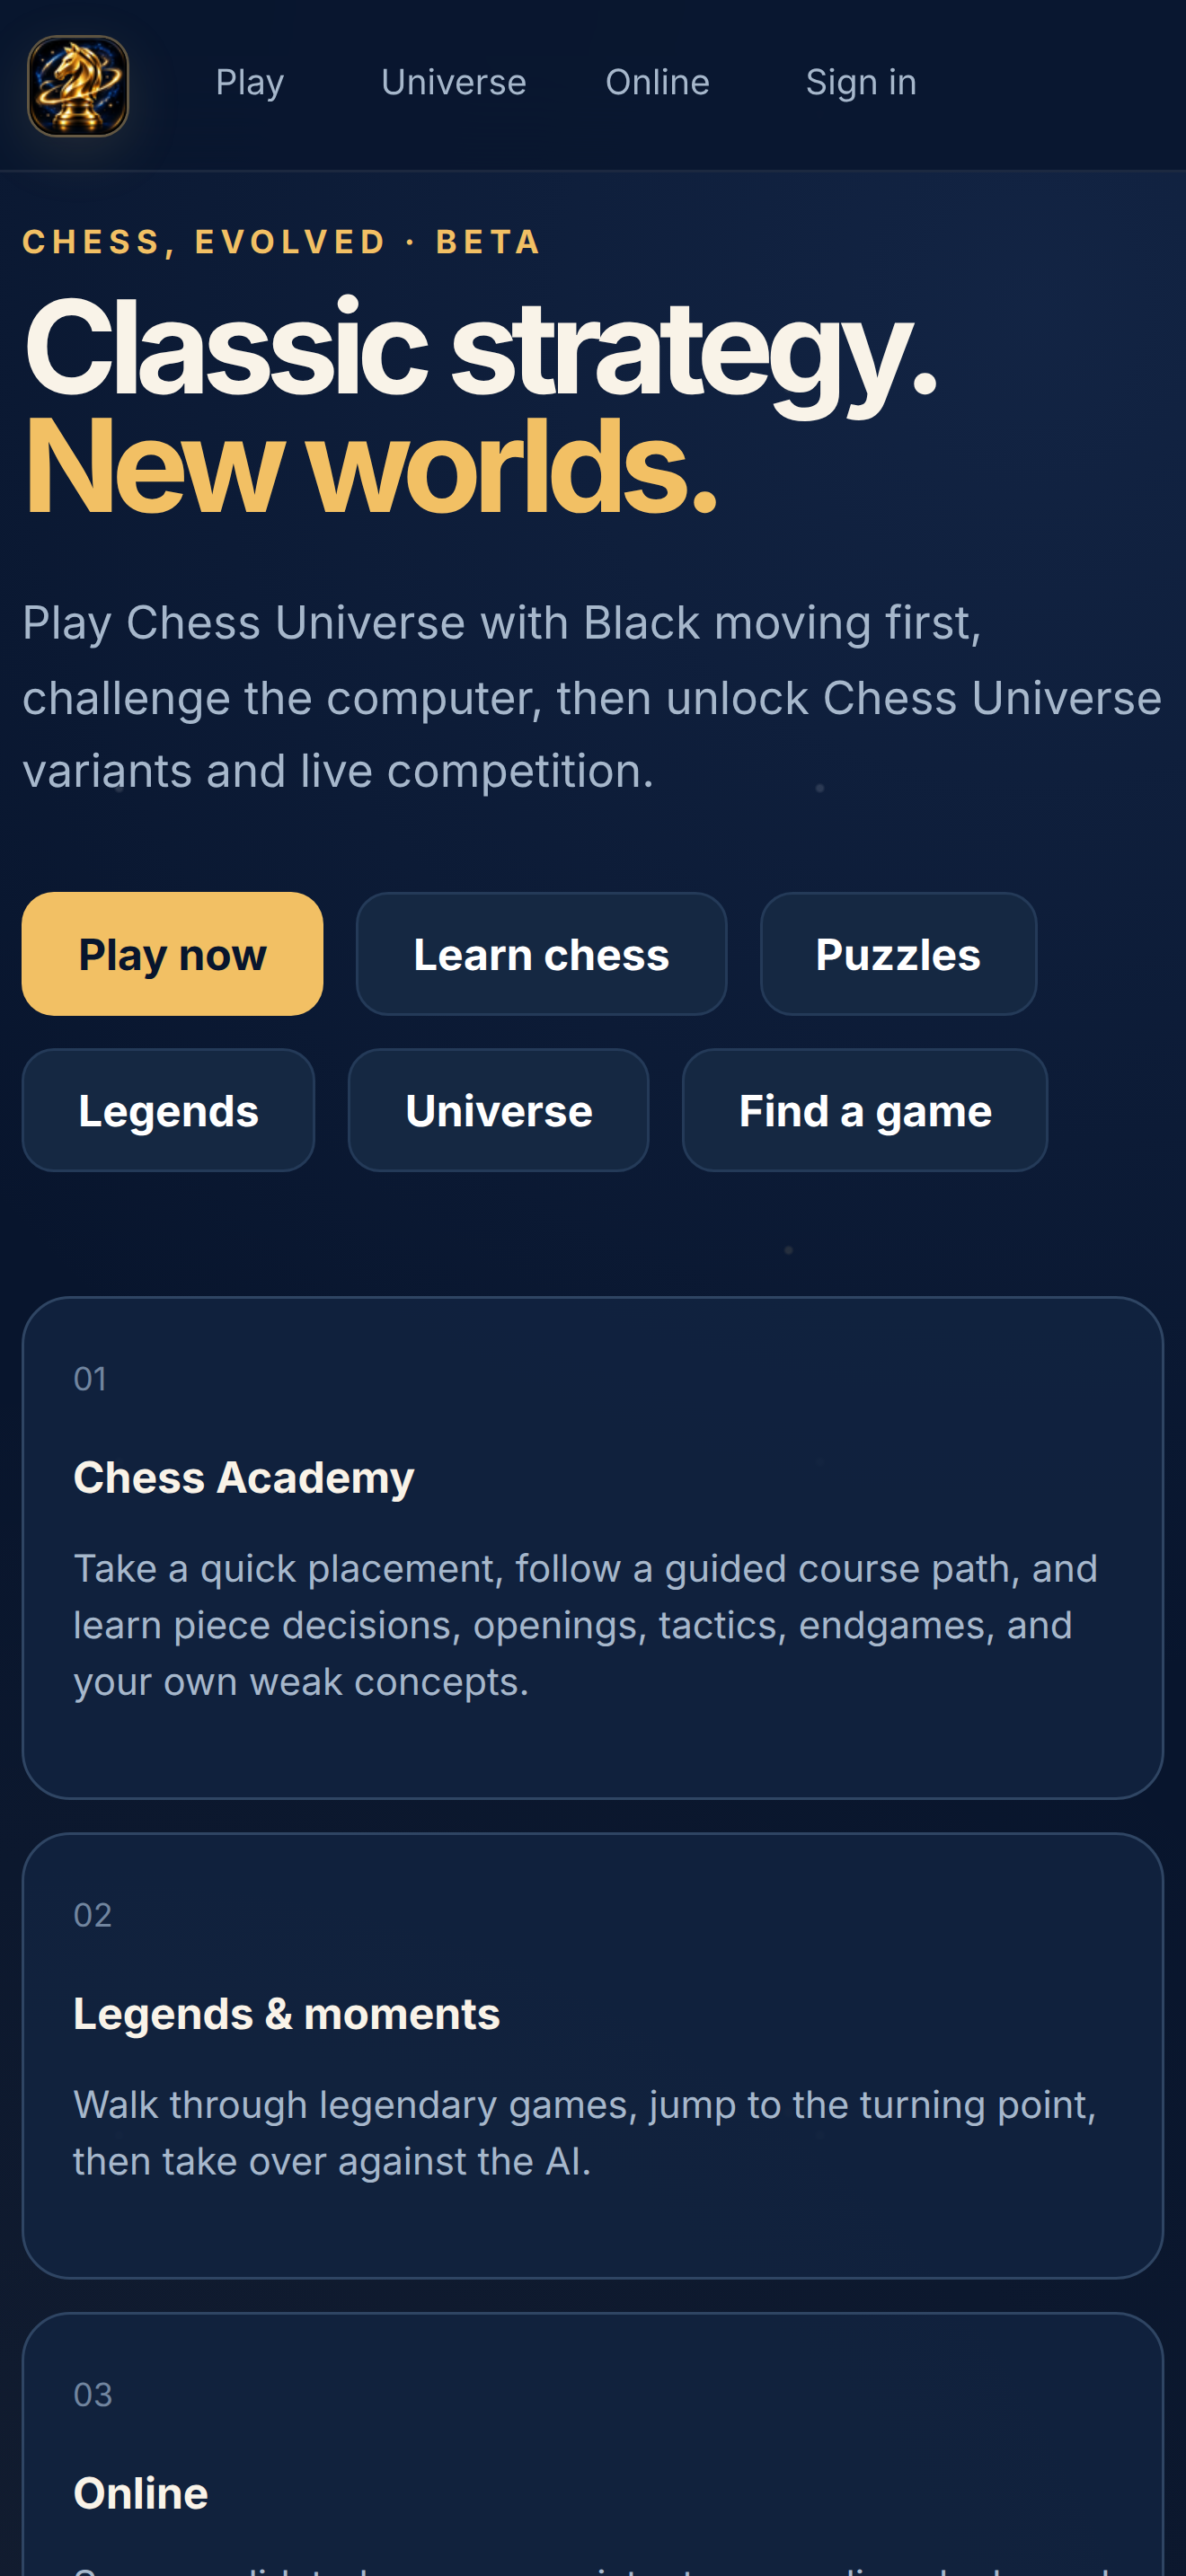 Play Universe Online Sign in
CHESS, EVOLVED · BETA
Classic strategy.
New worlds.
Play Chess Universe with Black moving first,
challenge the computer, then unlock Chess Universe
variants and live competition.
Play now Learn chess Puzzles
Legends Universe Find a game
01
Chess Academy
Take a quick placement, follow a guided course path, and
learn piece decisions, openings, tactics, endgames, and
your own weak concepts.
02
Legends & moments
Walk through legendary games, jump to the turning point,
then take over against the AI.
03
Online